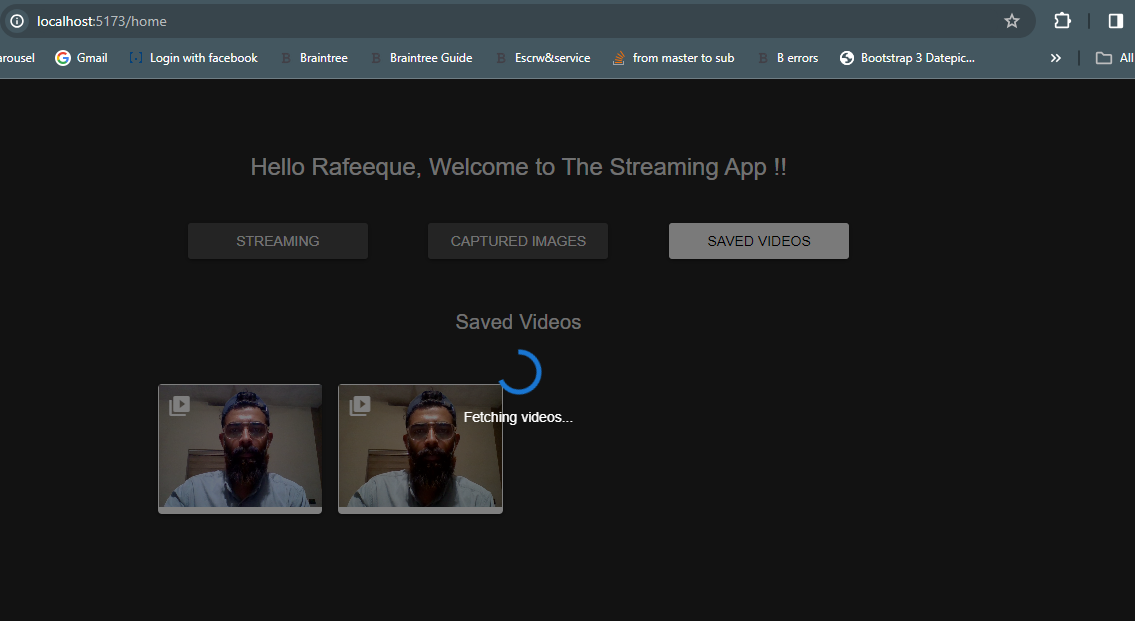 localhost:5173/home
arousel Gmail Login with facebook B Braintree B Braintree Guide B Escrw&service from master to sub B B errors Bootstrap 3 Datepic... » All
Hello Rafeeque, Welcome to The Streaming App !!
STREAMING CAPTURED IMAGES SAVED VIDEOS
Saved Videos
Fetching videos...